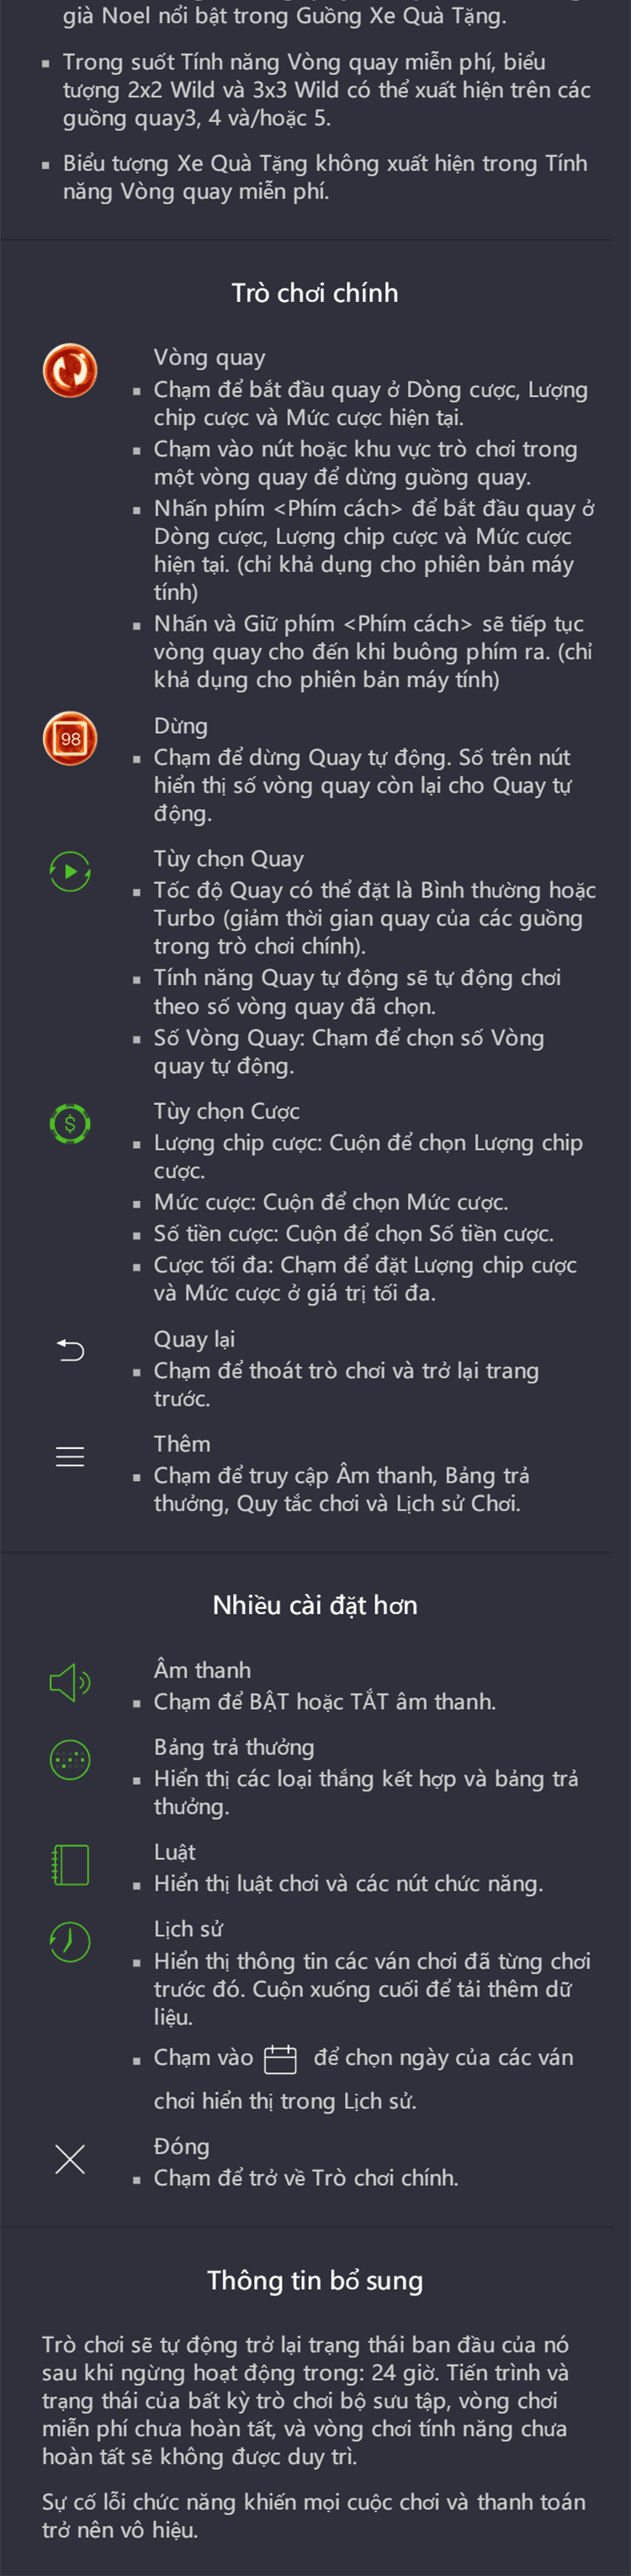 già Noel nổi bật trong Guồng Xe Quà Tặng.
Trong suốt Tính năng Vòng quay miễn phí, biểu
tượng 2x2 Wild và 3x3 Wild có thể xuất hiện trên các
guồng quay3, 4 và/hoặc 5.
Biểu tượng Xe Quà Tặng không xuất hiện trong Tính
năng Vòng quay miễn phí.
Trò chơi chính
Vòng quay
Chạm để bắt đầu quay ở Dòng cược, Lượng
chip cược và Mức cược hiện tại.
Chạm vào nút hoặc khu vực trò chơi trong
một vòng quay để dừng guồng quay.
Nhấn phím <Phím cách> để bắt đầu quay ở
Dòng cược, Lượng chip cược và Mức cược
hiện tại. (chỉ khả dụng cho phiên bản máy
tính)
Nhấn và Giữ phím <Phím cách> sẽ tiếp tục
vòng quay cho đến khi buông phím ra. (chỉ
khả dụng cho phiên bản máy tính)
98
Dừng
Chạm để dừng Quay tự động. Số trên nút
hiển thị số vòng quay còn lại cho Quay tự
động.
Tùy chọn Quay
Tốc độ Quay có thể đặt là Bình thường hoặc
Turbo (giảm thời gian quay của các guồng
trong trò chơi chính).
Tính năng Quay tự động sẽ tự động chơi
theo số vòng quay đã chọn.
Số Vòng Quay: Chạm để chọn số Vòng
quay tự động.
$
Tùy chọn Cược
Lượng chip cược: Cuộn để chọn Lượng chip
cược.
Mức cược: Cuộn để chọn Mức cược.
Số tiền cược: Cuộn để chọn Số tiền cược.
Cược tối đa: Chạm để đặt Lượng chip cược
và Mức cược ở giá trị tối đa.
Quay lại
Chạm để thoát trò chơi và trở lại trang
trước.
Thêm
Chạm để truy cập Âm thanh, Bảng trả
thưởng, Quy tắc chơi và Lịch sử Chơi.
Nhiều cài đặt hơn
Âm thanh
Chạm để BẬT hoặc TẮT âm thanh.
Bảng trả thưởng
Hiển thị các loại thắng kết hợp và bảng trả
thưởng.
Luật
Hiển thị luật chơi và các nút chức năng.
Lịch sử
Hiển thị thông tin các ván chơi đã từng chơi
trước đó. Cuộn xuống cuối để tải thêm dữ
liệu.
Chạm vào để chọn ngày của các ván
chơi hiển thị trong Lịch sử.
Đóng
Chạm để trở về Trò chơi chính.
Thông tin bổ sung
Trò chơi sẽ tự động trở lại trạng thái ban đầu của nó
sau khi ngừng hoạt động trong: 24 giờ. Tiến trình và
trạng thái của bất kỳ trò chơi bộ sưu tập, vòng chơi
miễn phí chưa hoàn tất, và vòng chơi tính năng chưa
hoàn tất sẽ không được duy trì.
Sự cố lỗi chức năng khiến mọi cuộc chơi và thanh toán
trở nên vô hiệu.